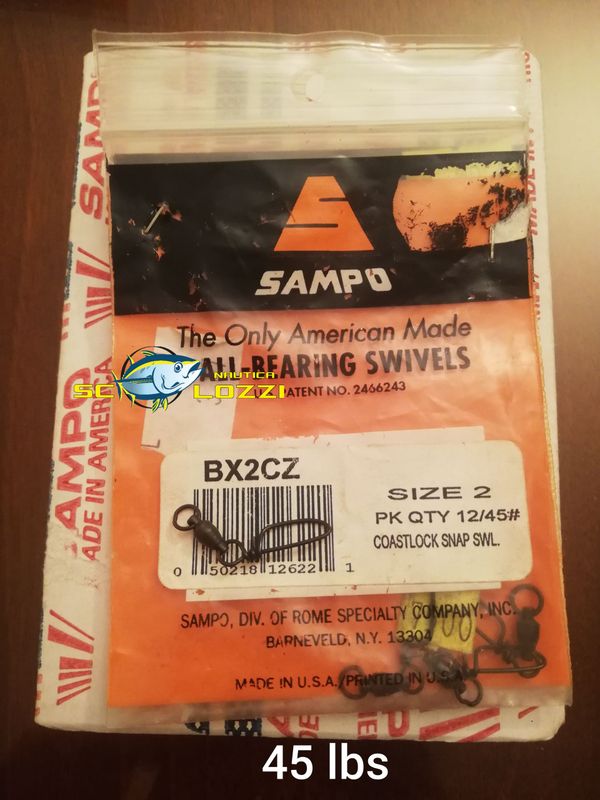 SAMPO
The Only American Made
BALL BEARING SWIVELS
U.S. PATENT NO. 2466243
NAUTICA
SCALOZZI
BX2CZ
SIZE 2
PK QTY 12/45#
COASTLOCK SNAP SWL.
0 50218 12622 1
SAMPO, DIV. OF ROME SPECIALTY COMPANY, INC.
BARNEVELD, N.Y. 13304
MADE IN U.S.A./PRINTED IN U.S.A.
SAMPO
SAMPO
MADE IN AMERICA
45 lbs